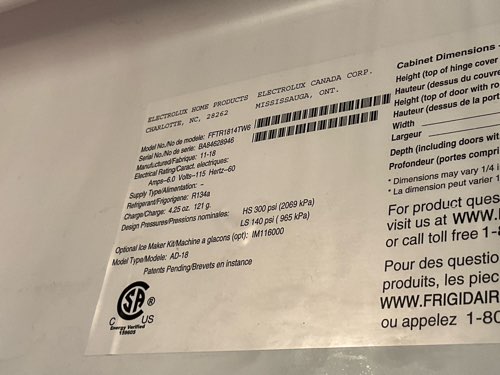 ELECTROLUX HOME PRODUCTS ELECTROLUX CANADA CORP.
CHARLOTTE, NC, 28262 MISSISSAUGA, ONT.
Model No./No de modele: FFTR1814TW6
Serial No./No de serie: BA84628946
Manufactured/Fabrique: 11-18
Electrical Rating/Caract. electriques:
Amps-6.0 Volts-115 Hertz-60
Supply Type/Alimentation: –
Refrigerant/Frigorigene: R134a
Charge/Charge: 4.25 oz. 121 g.
Design Pressures/Pressions nominales: HS 300 psi (2069 kPa)
LS 140 psi ( 965 kPa)
Optional Ice Maker Kit/Machine a glacons (opt): IM116000
Model Type/Modele: AD-18
Patents Pending/Brevets en instance
SA
®
C US
Energy Verified
Cabinet Dimensions
Height (top of hinge cover
Hauteur (dessus du couvre
Height (top of door with ro
Hauteur (dessus de la port
Width
Largeur
Depth (including doors wit
Profondeur (portes compri
* Dimensions may vary 1/4 i
* La dimension peut varier 1
For product ques
visit us at WWW.
or call toll free 1-8
Pour des questio
produits, les piec
WWW.FRIGIDAIR
ou appelez 1-80